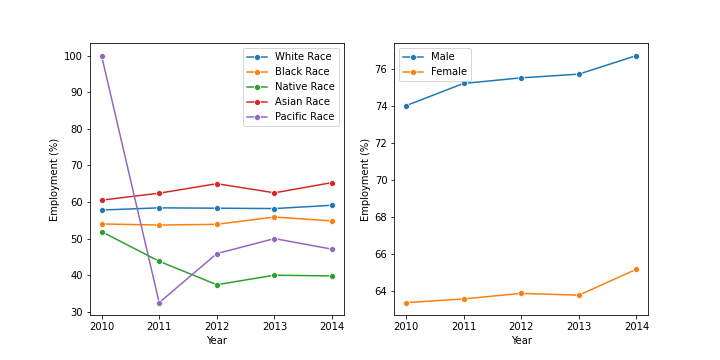 100
90
80
70
60
50
40
30
Employment (%)
2010 2011 2012 2013 2014
Year
White Race
Black Race
Native Race
Asian Race
Pacific Race
76
74
72
70
68
66
64
Employment (%)
2010 2011 2012 2013 2014
Year
Male
Female